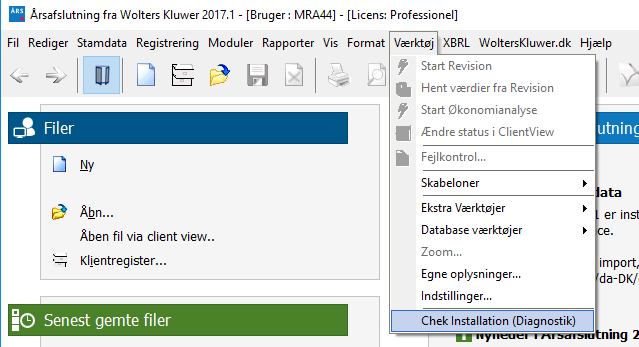 ÅRS Årsafslutning fra Wolters Kluwer 2017.1 - [Bruger : MRA44] - [Licens: Professionel]
Fil Rediger Stamdata Registrering Moduler Rapporter Vis Format Værktøj XBRL WoltersKluwer.dk Hjælp
Start Revision
Hent værdier fra Revision
Start Økonomianalyse
Ændre status i ClientView
Fejlkontrol...
Skabeloner
Ekstra Værktøjer
Database værktøjer
Zoom...
Egne oplysninger...
Indstillinger...
Chek Installation (Diagnostik)
Filer
Ny
Åbn...
Åben fil via client view..
Klientregister...
Senest gemte filer
slutning
data
1 er inst
ce.
import,
/da-DK/
Nyheder i Årsafslutning 2